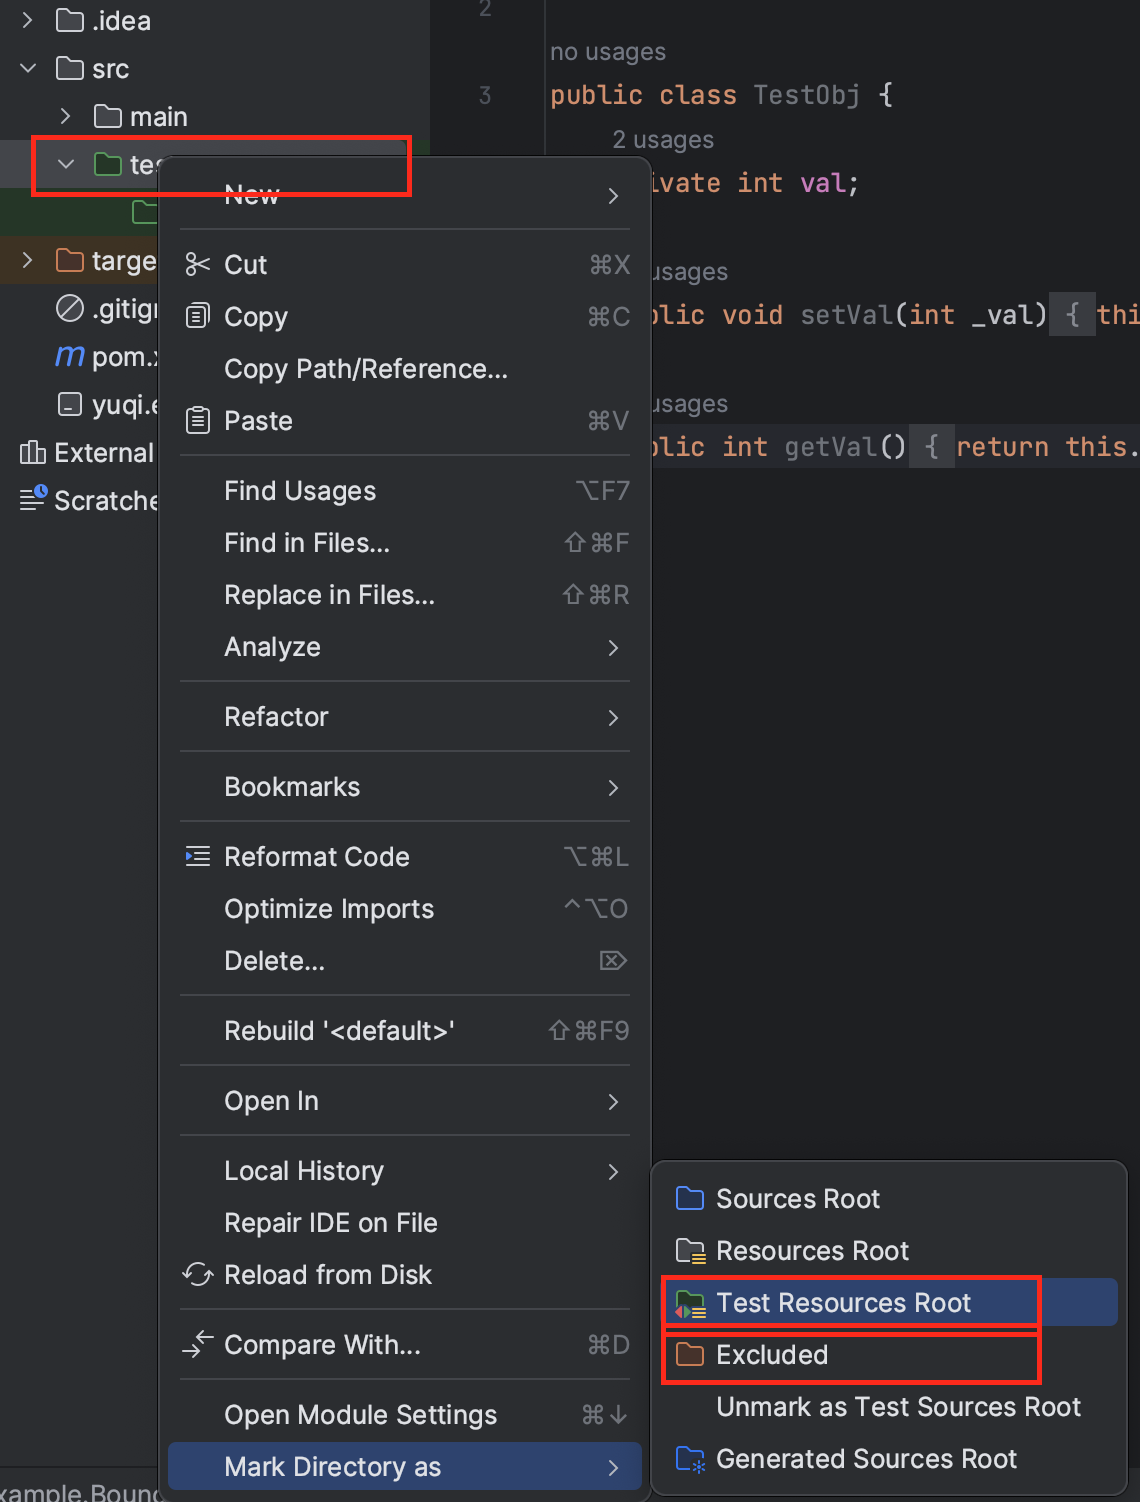 .idea
src
main
New
Cut ⌘X
Copy ⌘C
Copy Path/Reference...
Paste ⌘V
Find Usages ⌥F7
Find in Files... ⇧⌘F
Replace in Files... ⇧⌘R
Analyze
Refactor
Bookmarks
Reformat Code ⌥⌘L
Optimize Imports ^⌥O
Delete... ⌦
Rebuild '<default>' ⇧⌘F9
Open In
Local History
Repair IDE on File
Reload from Disk
Compare With... ⌘D
Open Module Settings ⌘↓
Mark Directory as
Sources Root
Resources Root
Test Resources Root
Excluded
Unmark as Test Sources Root
Generated Sources Root
tes
targe
.gitig
m pom.x
yuqi.e
External
Scratche
xample.Boun
2
no usages
3 public class TestObj {
2 usages
ivate int val;
usages
blic void setVal(int _val) { thi
usages
blic int getVal() { return this.